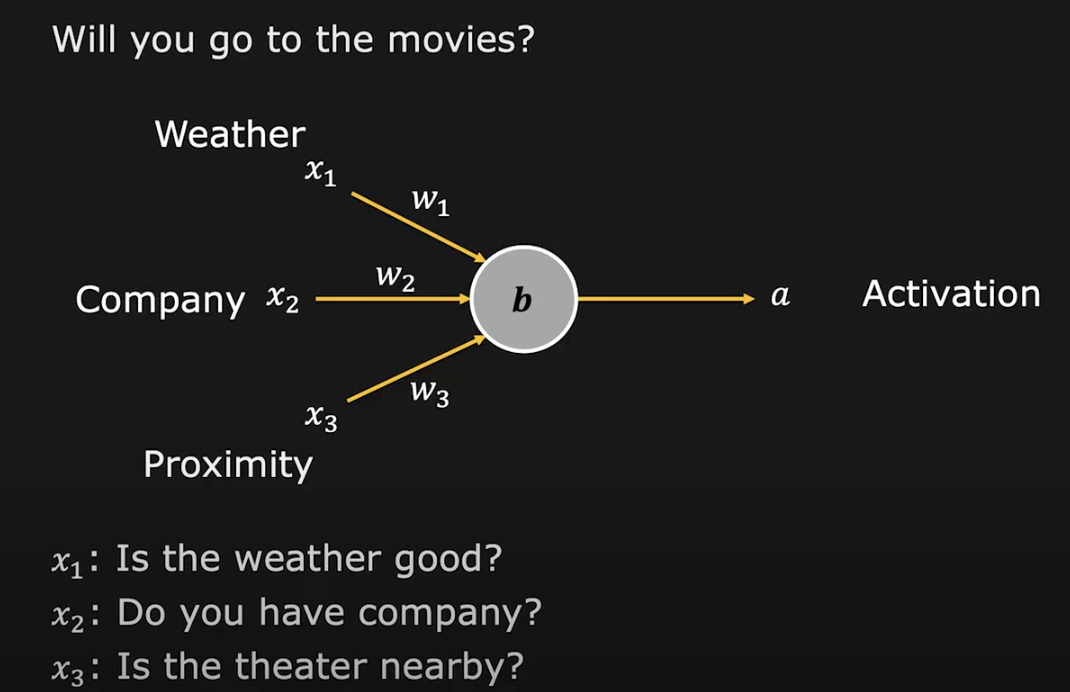 Will you go to the movies?
Weather
x₁
w₁
Company x₂
w₂
b
a
Activation
w₃
x₃
Proximity
x₁: Is the weather good?
x₂: Do you have company?
x₃: Is the theater nearby?